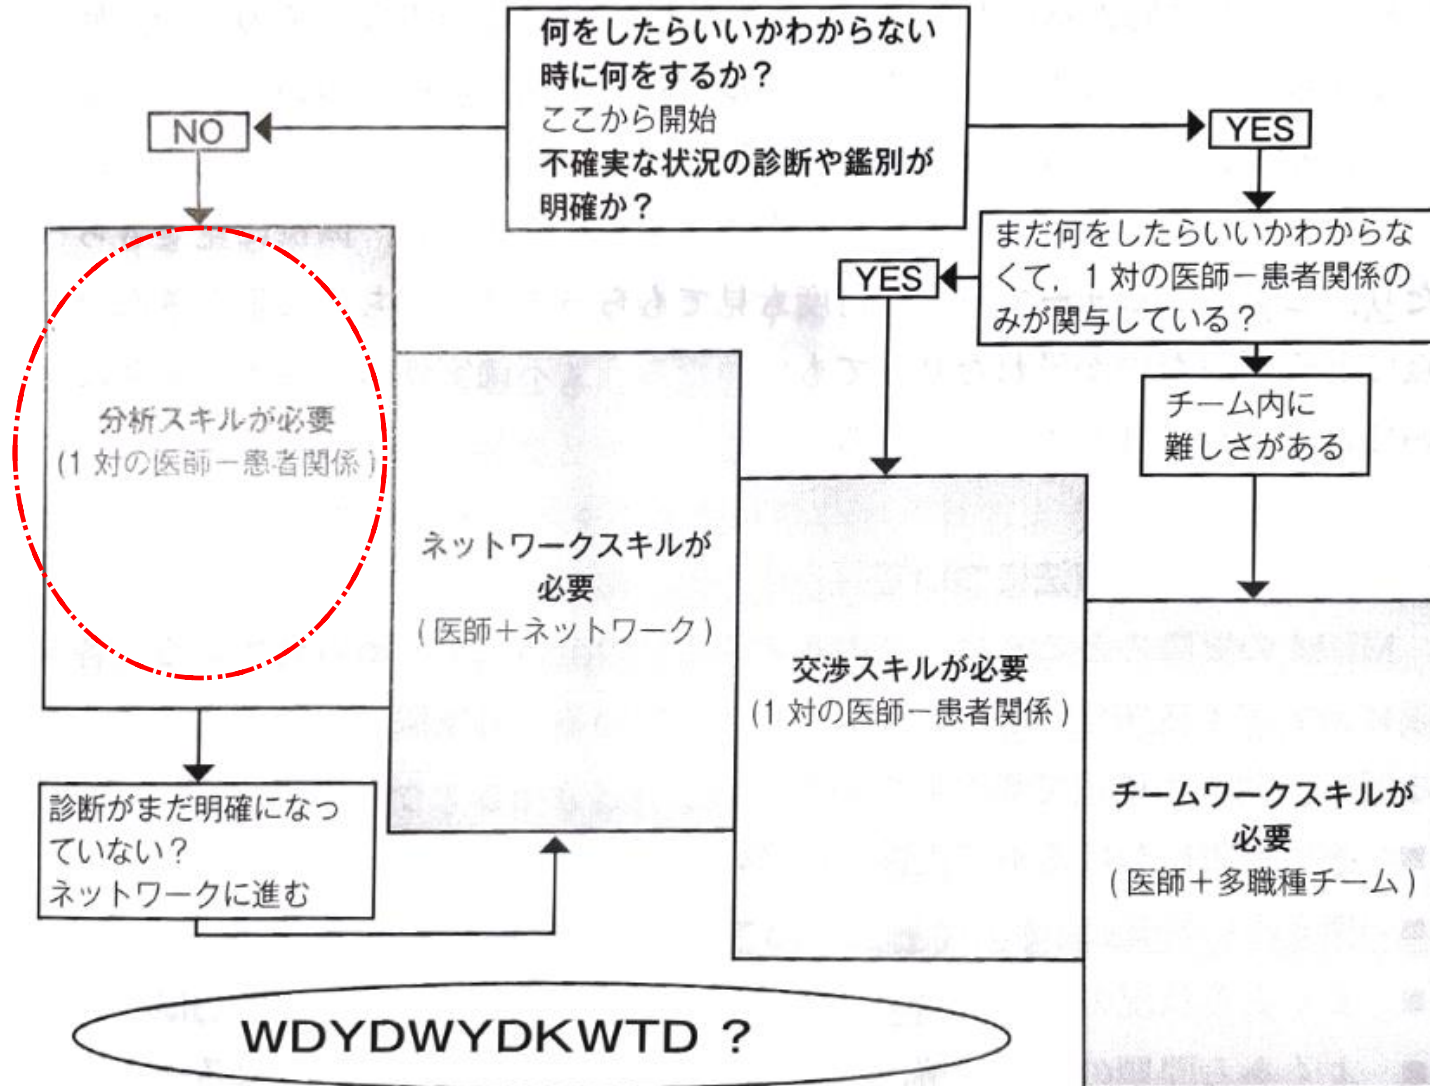 何をしたらいいかわからない
時に何をするか？
ここから開始
不確実な状況の診断や鑑別が
明確か？
NO
YES
まだ何をしたらいいかわからな
くて，1 対の医師－患者関係の
みが関与している？
YES
チーム内に
難しさがある
分析スキルが必要
(1 対の医師－患者関係)
ネットワークスキルが
必要
(医師＋ネットワーク)
交渉スキルが必要
(1 対の医師－患者関係)
チームワークスキルが
必要
(医師＋多職種チーム)
診断がまだ明確になっ
ていない？
ネットワークに進む
WDYDWYDKWTD ?